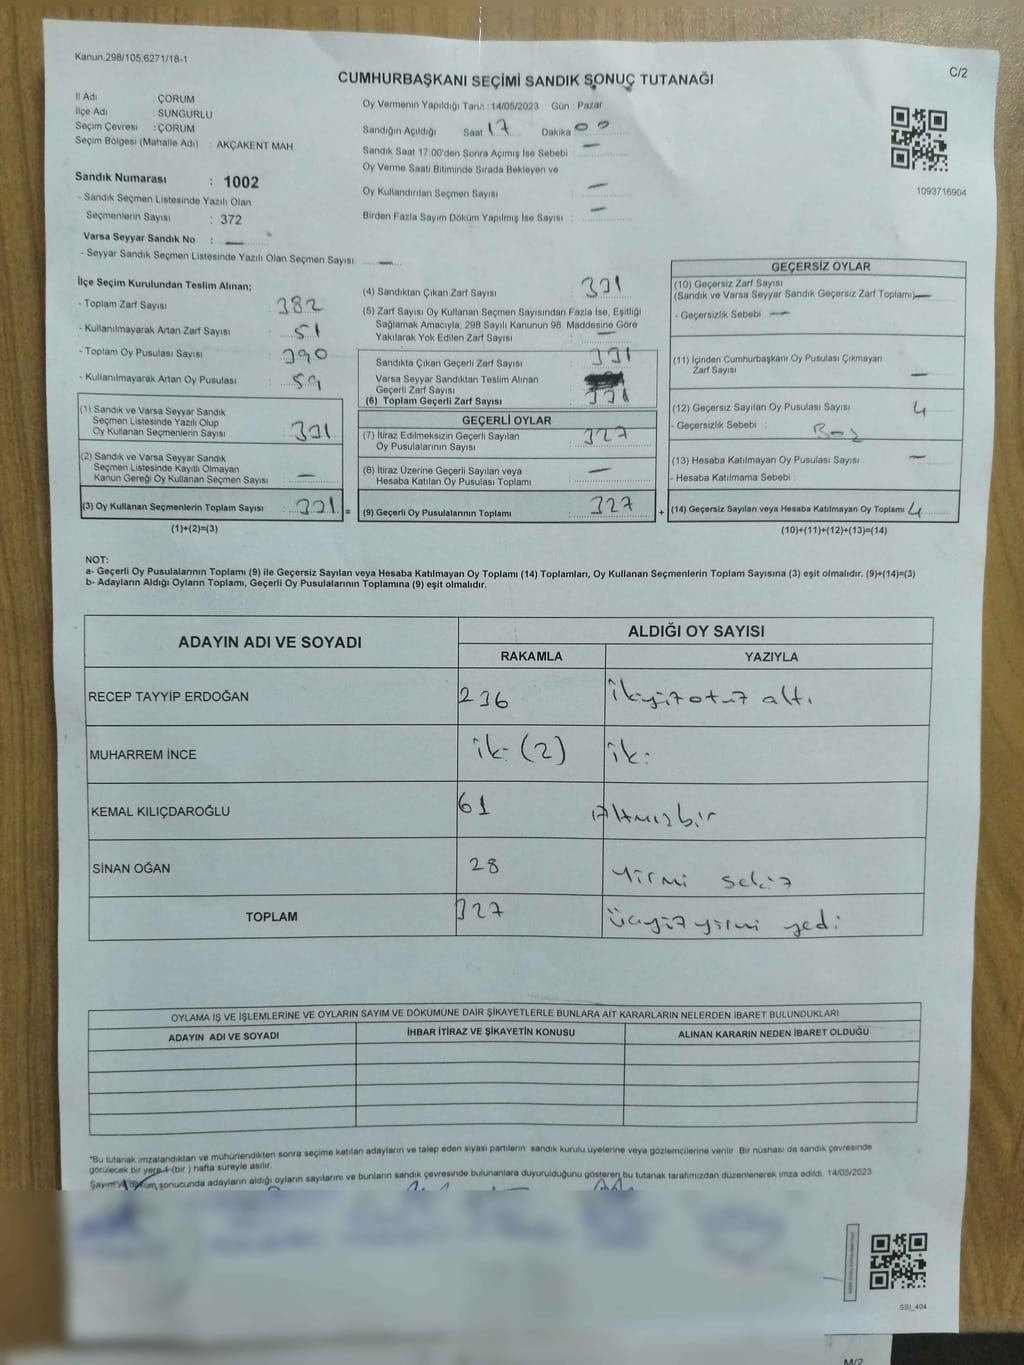 Kanun,298/105,6271/18-1
C/2
CUMHURBAŞKANI SEÇİMİ SANDIK SONUÇ TUTANAĞI
İl Adı : ÇORUM
İlçe Adı : SUNGURLU
Seçim Çevresi : ÇORUM
Seçim Bölgesi (Mahalle Adı) : AKÇAKENT MAH.
Sandık Numarası : 1002
- Sandık Seçmen Listesinde Yazılı Olan
Seçmenlerin Sayısı : 372
Varsa Seyyar Sandık No : —
- Seyyar Sandık Seçmen Listesinde Yazılı Olan Seçmen Sayısı : —
Oy Vermenin Yapıldığı Tarih : 14/05/2023 Gün : Pazar
Sandığın Açıldığı Saat 17 Dakika 00
Sandık Saat 17:00'den Sonra Açımış İse Sebebi : —
Oy Verme Saati Bitiminde Sırada Bekleyen ve
Oy Kullandırılan Seçmen Sayısı : —
Birden Fazla Sayım Döküm Yapılmış İse Sayısı : —
1093716904
İlçe Seçim Kurulundan Teslim Alınan;
- Toplam Zarf Sayısı : 382
- Kullanılmayarak Artan Zarf Sayısı : 51
- Toplam Oy Pusulası Sayısı : 390
- Kullanılmayarak Artan Oy Pusulası : 59
(1) Sandık ve Varsa Seyyar Sandık
Seçmen Listesinde Yazılı Olup
Oy Kullanan Seçmenlerin Sayısı : 331
(2) Sandık ve Varsa Seyyar Sandık
Seçmen Listesinde Kayıtlı Olmayan
Kanun Gereği Oy Kullanan Seçmen Sayısı : —
(3) Oy Kullanan Seçmenlerin Toplam Sayısı : 331 =
(1)+(2)=(3)
(4) Sandıktan Çıkan Zarf Sayısı : 331
(5) Zarf Sayısı Oy Kullanan Seçmen Sayısından Fazla İse, Eşitliği
Sağlamak Amacıyla, 298 Sayılı Kanunun 98. Maddesine Göre
Yakılarak Yok Edilen Zarf Sayısı : —
Sandıkta Çıkan Geçerli Zarf Sayısı : 331
Varsa Seyyar Sandıktan Teslim Alınan
Geçerli Zarf Sayısı
(6) Toplam Geçerli Zarf Sayısı : 331
GEÇERLİ OYLAR
(7) İtiraz Edilmeksizin Geçerli Sayılan
Oy Pusulalarının Sayısı : 327
(8) İtiraz Üzerine Geçerli Sayılan veya
Hesaba Katılan Oy Pusulası Toplamı : —
(9) Geçerli Oy Pusulalarının Toplamı : 327 +
GEÇERSİZ OYLAR
(10) Geçersiz Zarf Sayısı
(Sandık ve Varsa Seyyar Sandık Geçersiz Zarf Toplamı) —
- Geçersizlik Sebebi : —
(11) İçinden Cumhurbaşkanı Oy Pusulası Çıkmayan
Zarf Sayısı —
(12) Geçersiz Sayılan Oy Pusulası Sayısı : 4
- Geçersizlik Sebebi :
(13) Hesaba Katılmayan Oy Pusulası Sayısı : —
- Hesaba Katılmama Sebebi :
(14) Geçersiz Sayılan veya Hesaba Katılmayan Oy Toplamı : 4
(10)+(11)+(12)+(13)=(14)
NOT:
a- Geçerli Oy Pusulalarının Toplamı (9) ile Geçersiz Sayılan veya Hesaba Katılmayan Oy Toplamı (14) Toplamları, Oy Kullanan Seçmenlerin Toplam Sayısına (3) eşit olmalıdır. (9)+(14)=(3)
b- Adayların Aldığı Oyların Toplamı, Geçerli Oy Pusulalarının Toplamına (9) eşit olmalıdır.
ADAYIN ADI VE SOYADI ALDIĞI OY SAYISI
RAKAMLA YAZIYLA
RECEP TAYYİP ERDOĞAN 236 ikiyüzotuz altı
MUHARREM İNCE iki (2) iki
KEMAL KILIÇDAROĞLU 61 Altmışbir
SİNAN OĞAN 28 Yirmi sekiz
TOPLAM 327 üçyüzyirmi yedi
OYLAMA İŞ VE İŞLEMLERİNE VE OYLARIN SAYIM VE DÖKÜMÜNE DAİR ŞİKAYETLERLE BUNLARA AİT KARARLARIN NELERDEN İBARET BULUNDUKLARI
ADAYIN ADI VE SOYADI İHBAR İTİRAZ VE ŞİKAYETİN KONUSU ALINAN KARARIN NEDEN İBARET OLDUĞU
*Bu tutanak imzalandıktan ve mühürlendikten sonra seçime katılan adayların ve talep eden siyasi partilerin sandık kurulu üyelerine veya gözlemcilerine verilir. Bir nüshası da sandık çevresinde
görülecek bir yere 1 (bir ) hafta süreyle asılır.
Sayım ve döküm sonucunda adayların aldığı oyların sayılarını ve bunların sandık çevresinde bulunanlara duyurulduğunu gösteren bu tutanak tarafımızdan düzenlenerek imza edildi. 14/05/2023
SSI_404
M/2